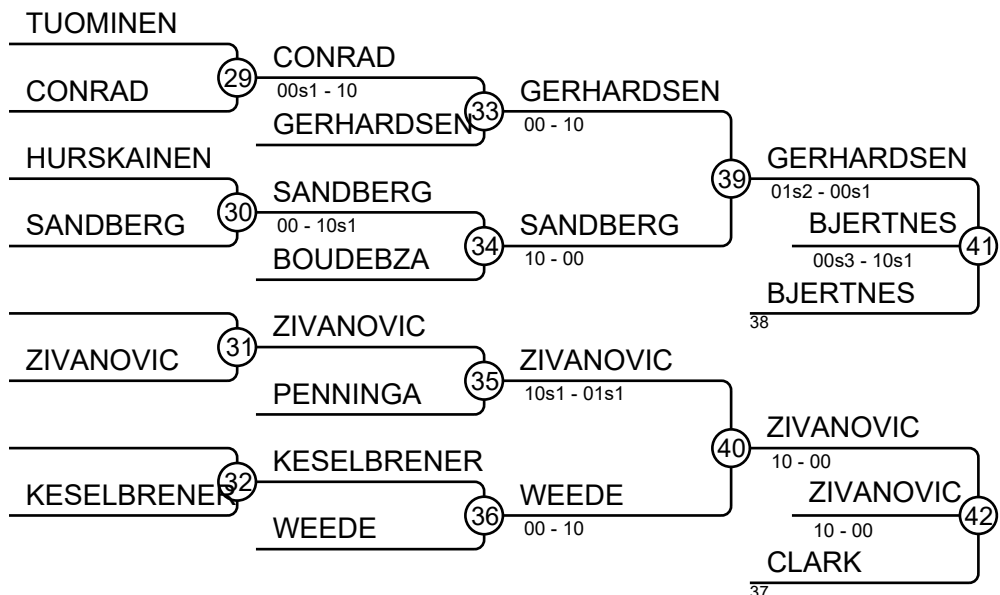 TUOMINEN
29
CONRAD
CONRAD
00s1 - 10
GERHARDSEN
33
GERHARDSEN
00 - 10
HURSKAINEN
30
SANDBERG
SANDBERG
00 - 10s1
BOUDEBZA
34
SANDBERG
10 - 00
39
GERHARDSEN
01s2 - 00s1
BJERTNES
00s3 - 10s1
41
BJERTNES
38
31
ZIVANOVIC
ZIVANOVIC
PENNINGA
35
ZIVANOVIC
10s1 - 01s1
32
KESELBRENER
KESELBRENER
WEEDE
36
WEEDE
00 - 10
40
ZIVANOVIC
10 - 00
ZIVANOVIC
10 - 00
42
CLARK
37